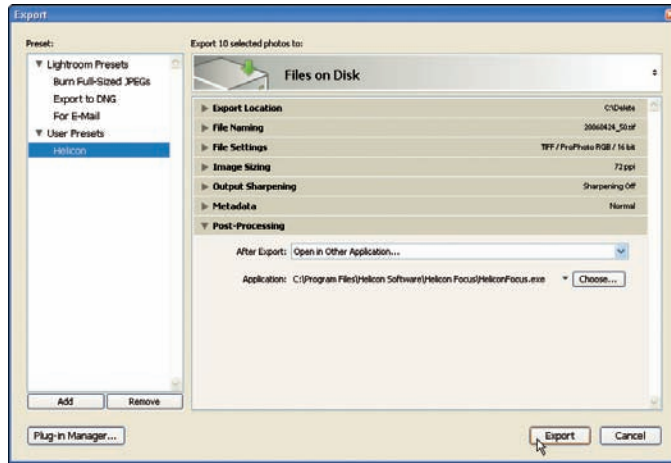 Export
Preset:
Export 10 selected photos to:
Lightroom Presets
Burn Full-Sized JPEGs
Export to DNG
For E-Mail
User Presets
Helicon
Files on Disk
Export Location C:\Delete
File Naming 20060424_50.tif
File Settings TIFF / ProPhoto RGB / 16 bit
Image Sizing 72 ppi
Output Sharpening Sharpening Off
Metadata Normal
Post-Processing
After Export: Open in Other Application...
Application: C:\Program Files\Helicon Software\Helicon Focus\HeliconFocus.exe Choose...
Add Remove
Plug-in Manager... Export Cancel